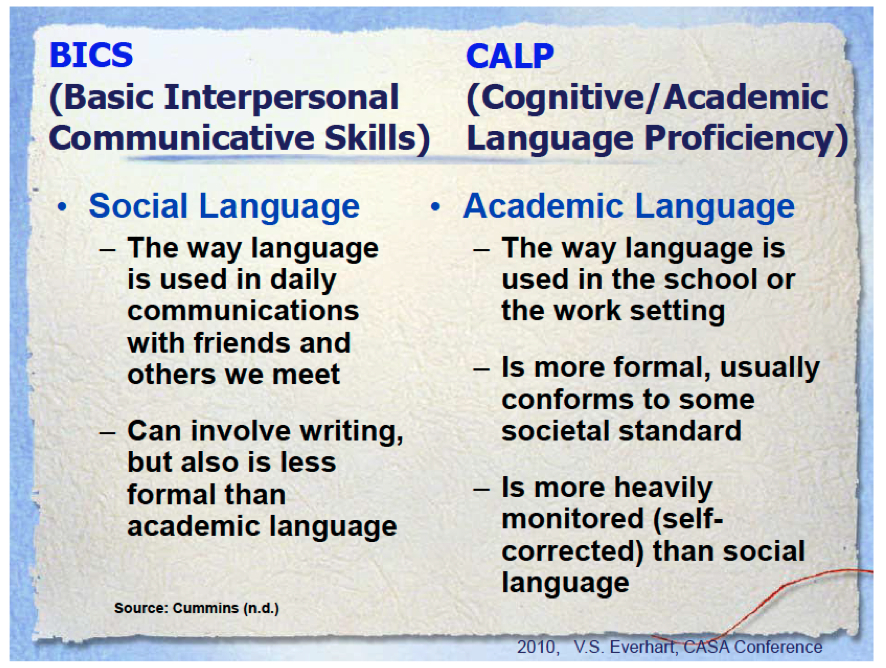 BICS
(Basic Interpersonal
Communicative Skills)
• Social Language
– The way language
is used in daily
communications
with friends and
others we meet
– Can involve writing,
but also is less
formal than
academic language
Source: Cummins (n.d.)
CALP
(Cognitive/Academic
Language Proficiency)
• Academic Language
– The way language is
used in the school or
the work setting
– Is more formal, usually
conforms to some
societal standard
– Is more heavily
monitored (self-
corrected) than social
language
2010, V.S. Everhart, CASA Conference